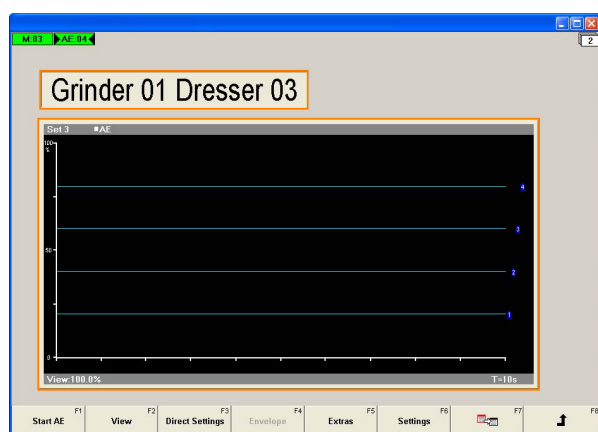 M:03 AE:04
2
Grinder 01 Dresser 03
Set 3 AE
100
%
4
3
50
2
1
0
View:100.0% T=10s
F1 F2 F3 F4 F5 F6 F7 F8
Start AE View Direct Settings Envelope Extras Settings